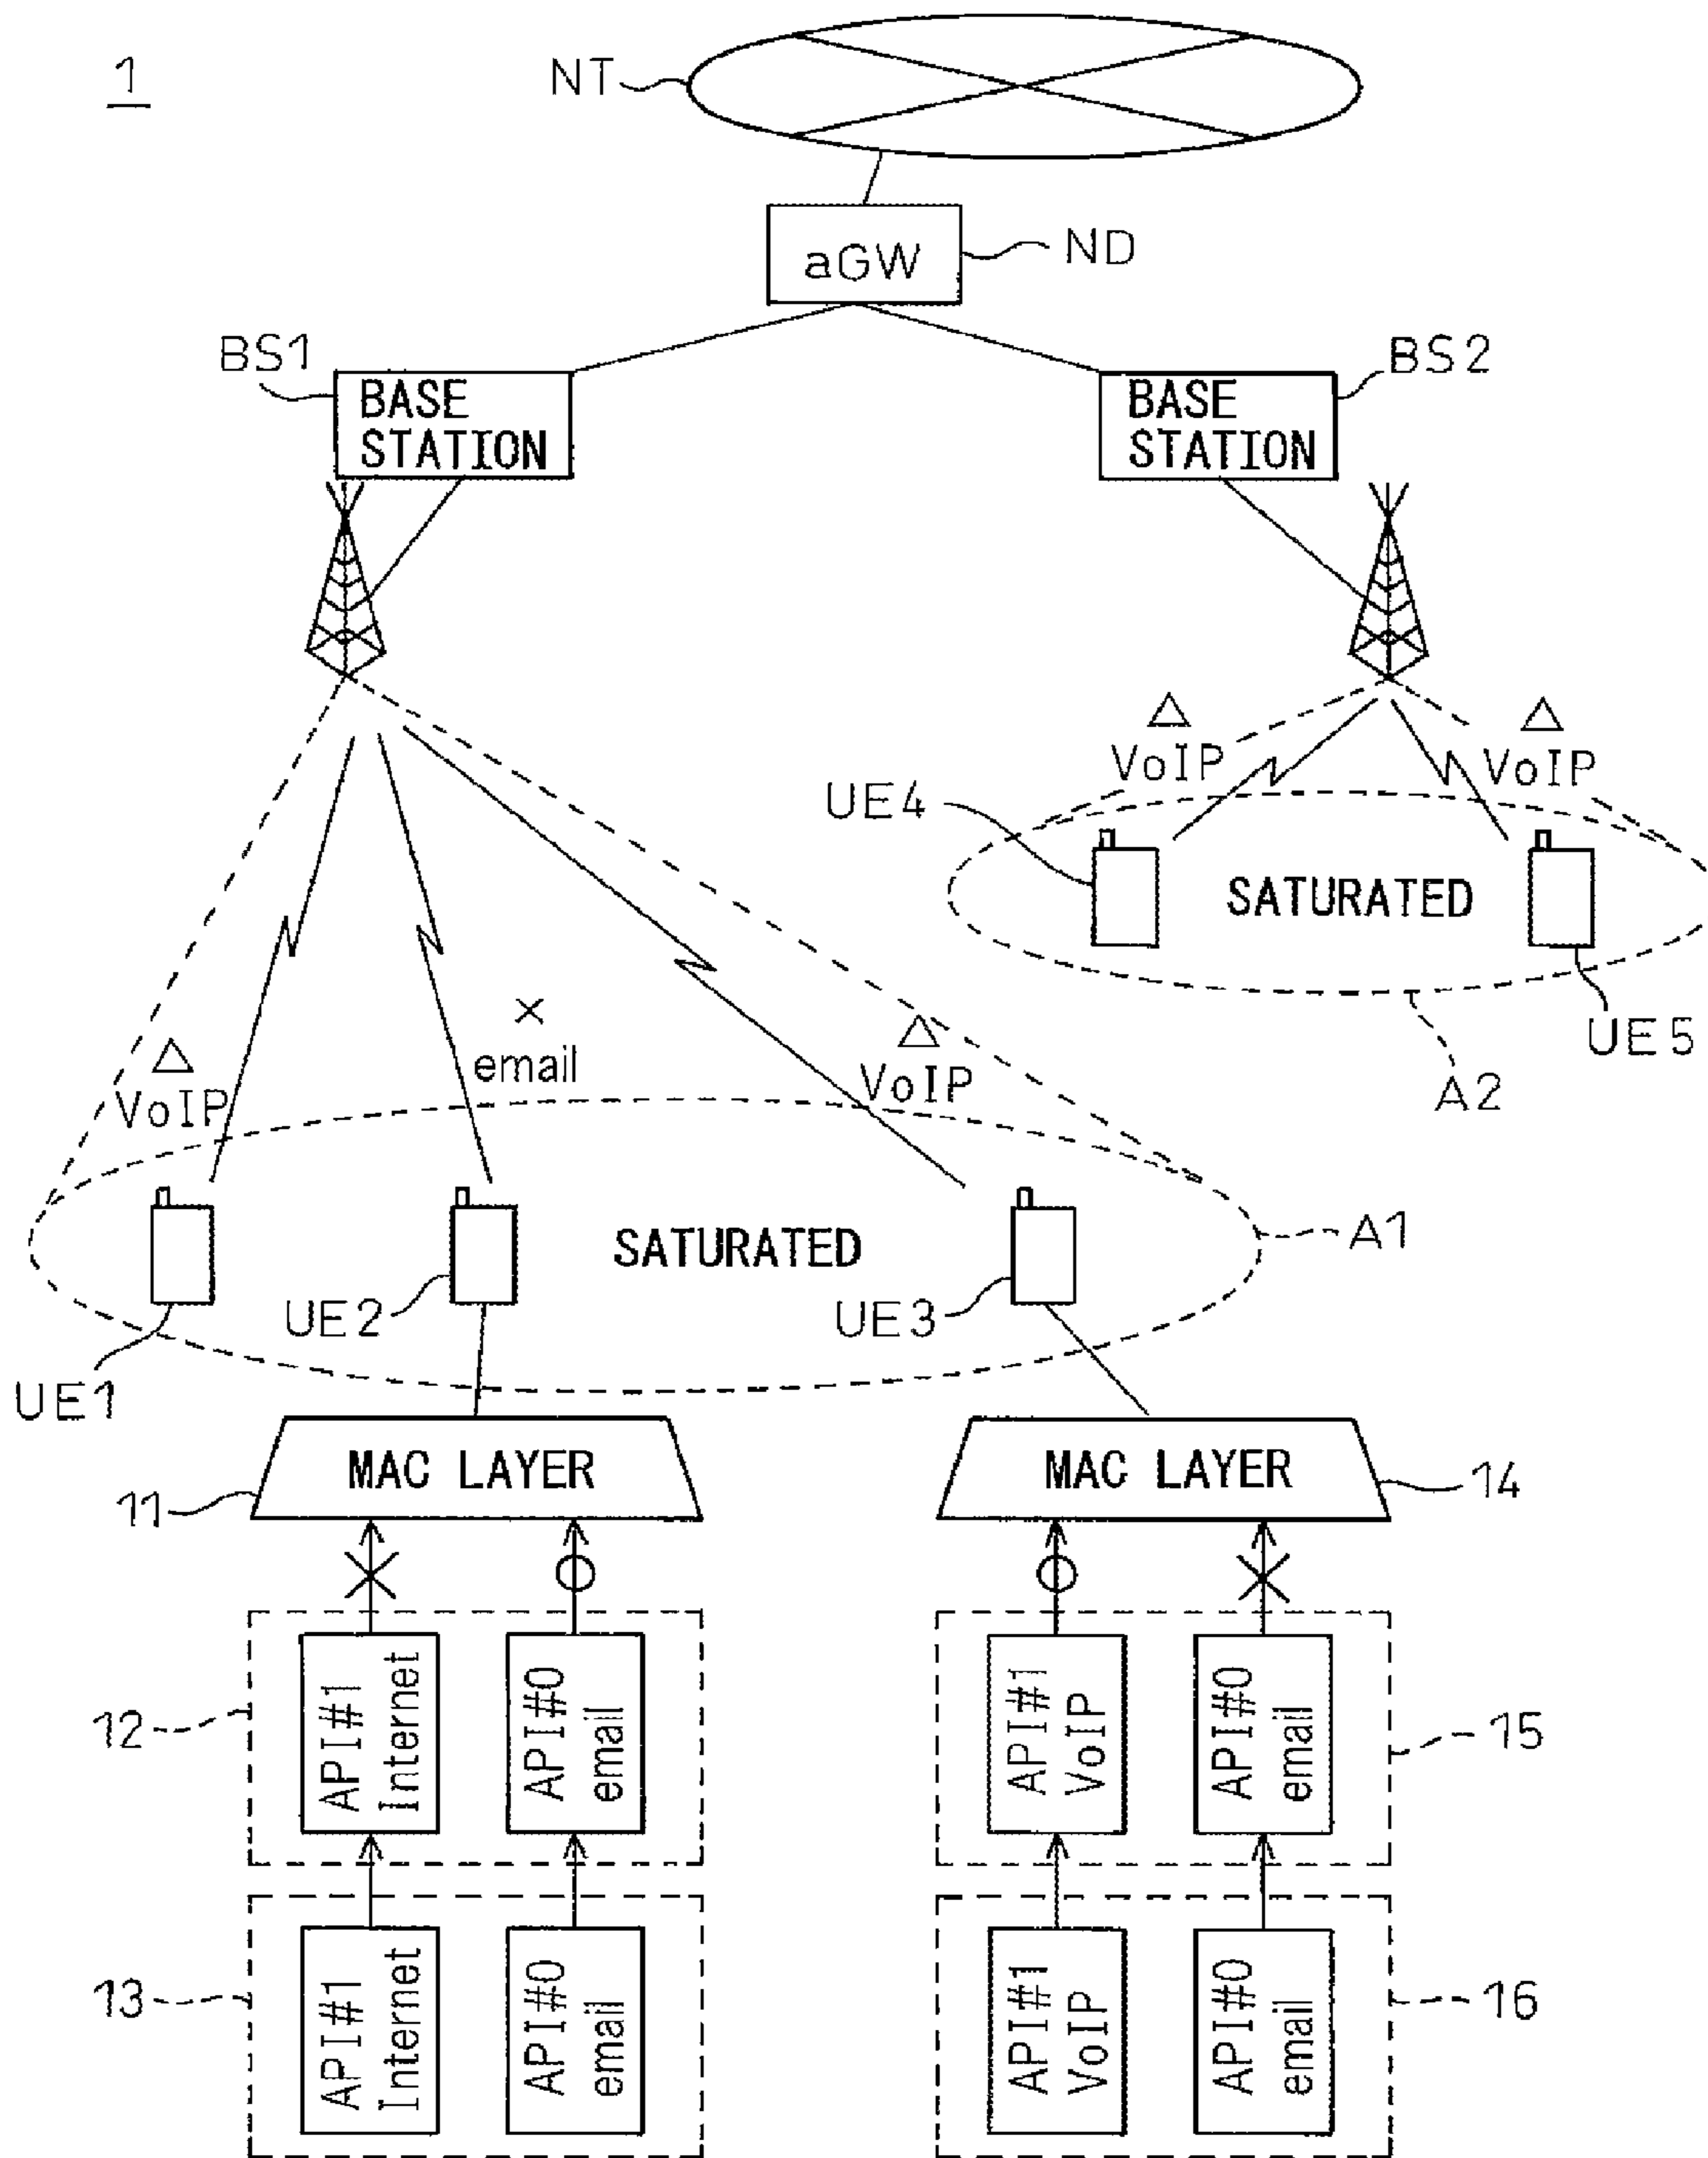 1
NT
aGW
ND
BS1
BASE
STATION
BS2
BASE
STATION
△
VoIP
△
VoIP
UE4
SATURATED
UE5
A2
×
email
△
VoIP
△
VoIP
SATURATED
A1
UE1
UE2
UE3
MAC LAYER
11
MAC LAYER
14
12
API#1
Internet
API#0
email
API#1
VoIP
API#0
email
15
13
API#1
Internet
API#0
email
API#1
VoIP
API#0
email
16